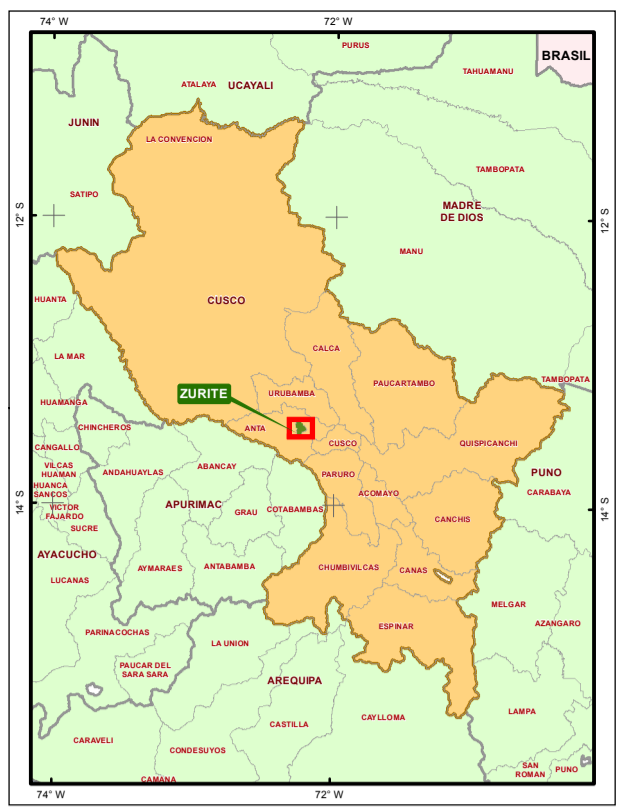 74° W
72° W
PURUS
BRASIL
TAHUAMANU
ATALAYA
UCAYALI
JUNIN
LA CONVENCION
TAMBOPATA
SATIPO
MADRE
DE DIOS
12° S
12° S
MANU
HUANTA
CUSCO
CALCA
LA MAR
PAUCARTAMBO
TAMBOPATA
ZURITE
URUBAMBA
HUAMANGA
CHINCHEROS
ANTA
CUSCO
QUISPICANCHI
CANGALLO
VILCAS
HUAMAN
ANDAHUAYLAS
ABANCAY
PARURO
PUNO
HUANCA
SANCOS
ACOMAYO
CARABAYA
APURIMAC
COTABAMBAS
GRAU
14° S
14° S
VICTOR
FAJARDO
CANCHIS
SUCRE
AYACUCHO
AYMARAES
ANTABAMBA
CHUMBIVILCAS
CANAS
LUCANAS
MELGAR
AZANGARO
PARINACOCHAS
ESPINAR
LA UNION
PAUCAR DEL
SARA SARA
AREQUIPA
CAYLLOMA
LAMPA
CASTILLA
CARAVELI
CONDESUYOS
SAN
ROMAN
PUNO
CAMANA
74° W
72° W